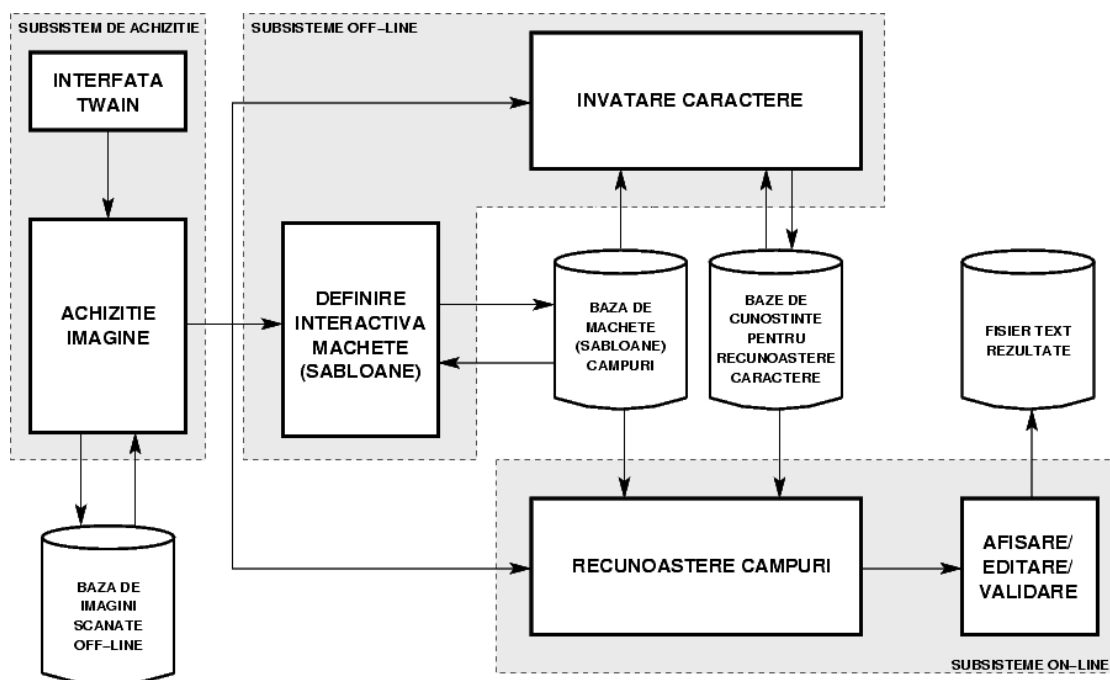 SUBSISTEM DE ACHIZITIE
INTERFATA
TWAIN
ACHIZITIE
IMAGINE
BAZA DE
IMAGINI
SCANATE
OFF–LINE
SUBSISTEME OFF–LINE
INVATARE CARACTERE
DEFINIRE
INTERACTIVA
MACHETE
(SABLOANE)
BAZA DE
MACHETE
(SABLOANE)
CAMPURI
BAZE DE
CUNOSTINTE
PENTRU
RECUNOASTERE
CARACTERE
FISIER TEXT
REZULTATE
RECUNOASTERE CAMPURI
AFISARE/
EDITARE/
VALIDARE
SUBSISTEME ON–LINE